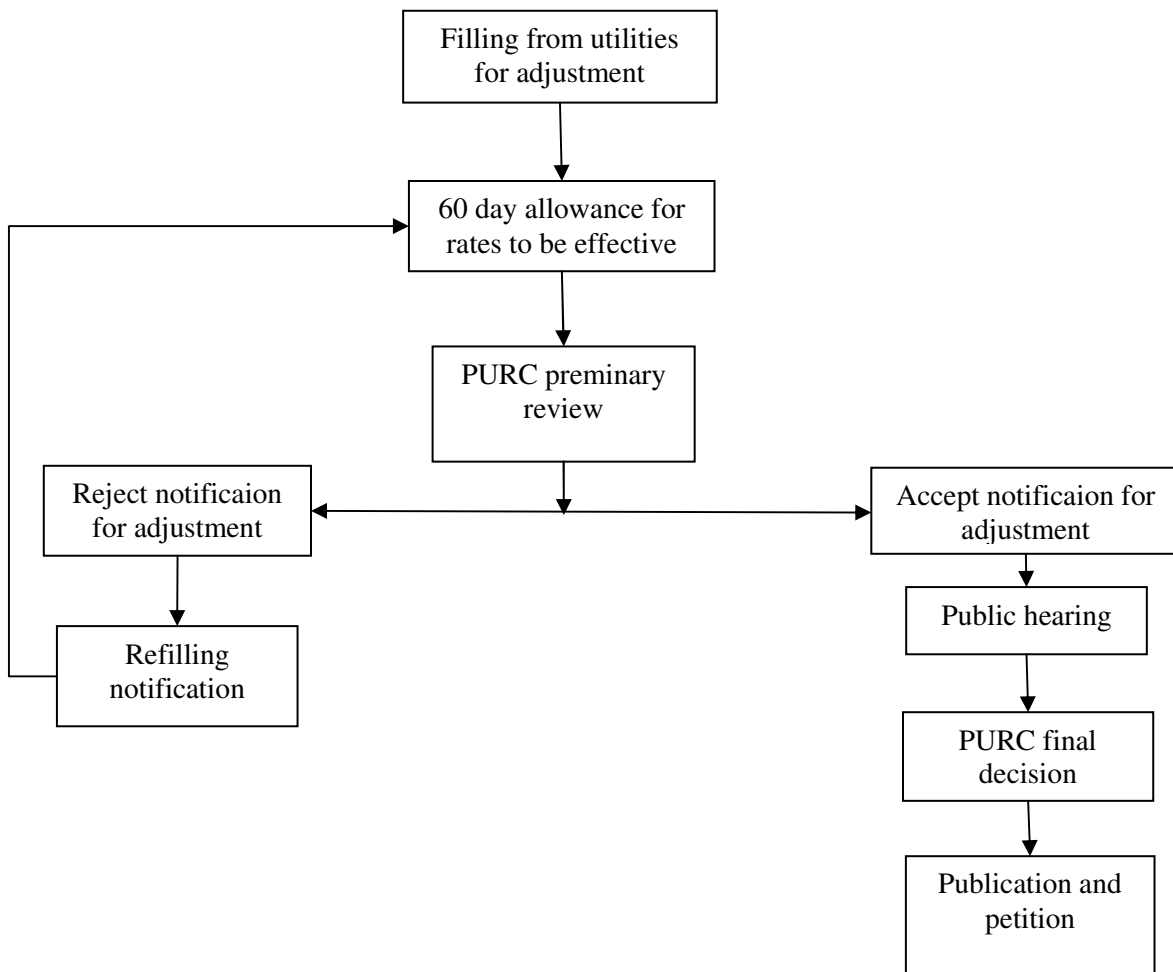 Filling from utilities
for adjustment
60 day allowance for
rates to be effective
PURC preminary
review
Reject notificaion
for adjustment
Accept notificaion for
adjustment
Public hearing
Refilling
notification
PURC final
decision
Publication and
petition